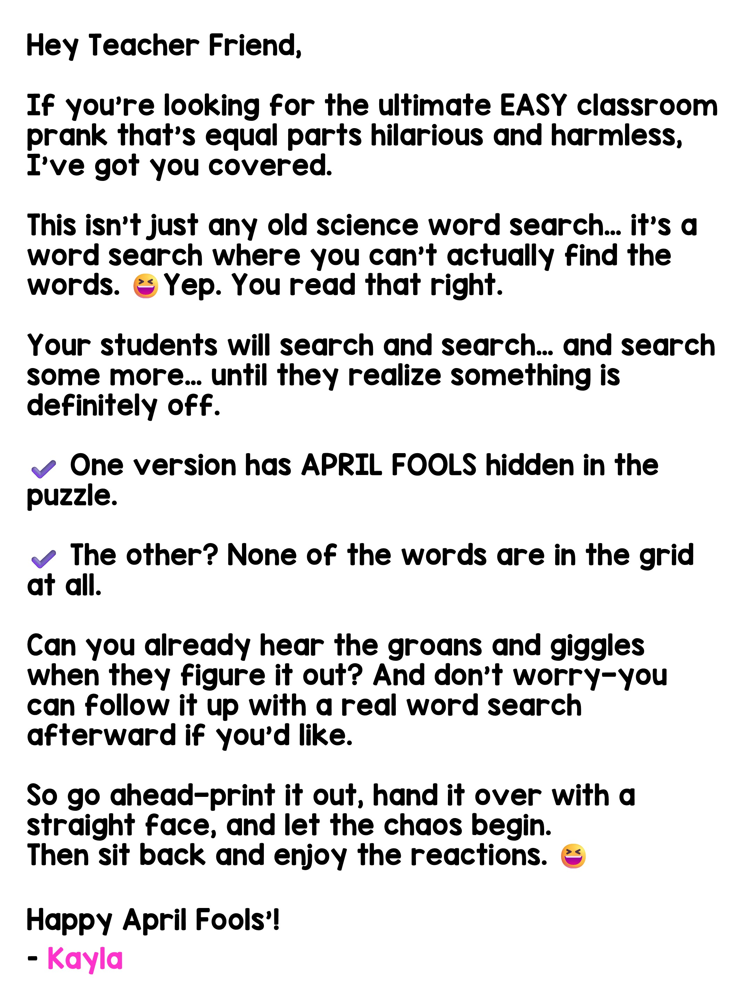 Hey Teacher Friend,
If you're looking for the ultimate EASY classroom
prank that's equal parts hilarious and harmless,
I've got you covered.
This isn't just any old science word search... it's a
word search where you can't actually find the
words. 😆 Yep. You read that right.
Your students will search and search... and search
some more... until they realize something is
definitely off.
✔ One version has APRIL FOOLS hidden in the
puzzle.
✔ The other? None of the words are in the grid
at all.
Can you already hear the groans and giggles
when they figure it out? And don't worry–you
can follow it up with a real word search
afterward if you'd like.
So go ahead–print it out, hand it over with a
straight face, and let the chaos begin.
Then sit back and enjoy the reactions. 😆
Happy April Fools'!
- Kayla